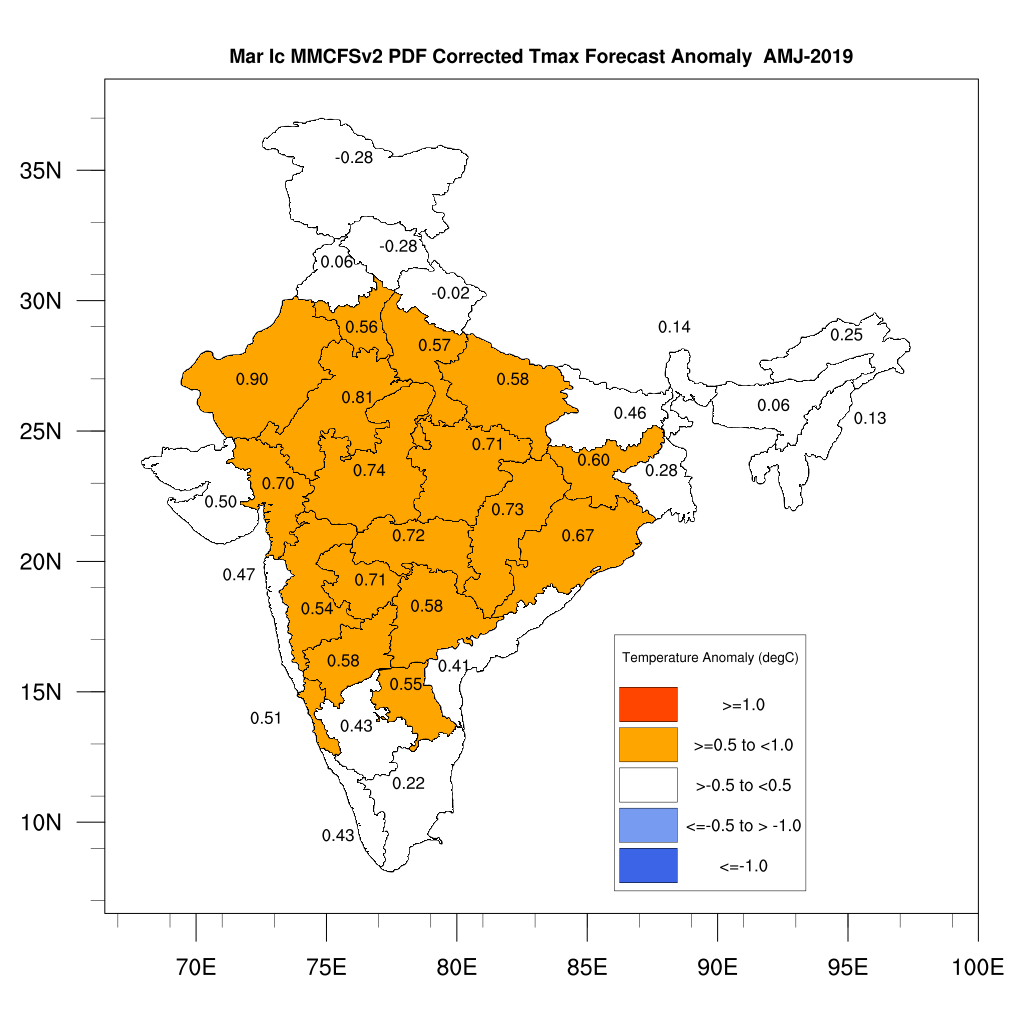 Mar Ic MMCFSv2 PDF Corrected Tmax Forecast Anomaly AMJ-2019
35N
-0.28
-0.28
0.06
-0.02
30N
0.56
0.14
0.25
0.57
0.90
0.58
0.81
0.46
0.06
0.13
25N
0.71
0.60
0.74
0.28
0.70
0.50
0.73
0.72
0.67
20N
0.47
0.71
0.54
0.58
0.58
0.41
Temperature Anomaly (degC)
15N
0.55
>=1.0
0.51
0.43
>=0.5 to <1.0
0.22
>-0.5 to <0.5
10N
0.43
<=-0.5 to > -1.0
<=-1.0
70E
75E
80E
85E
90E
95E
100E